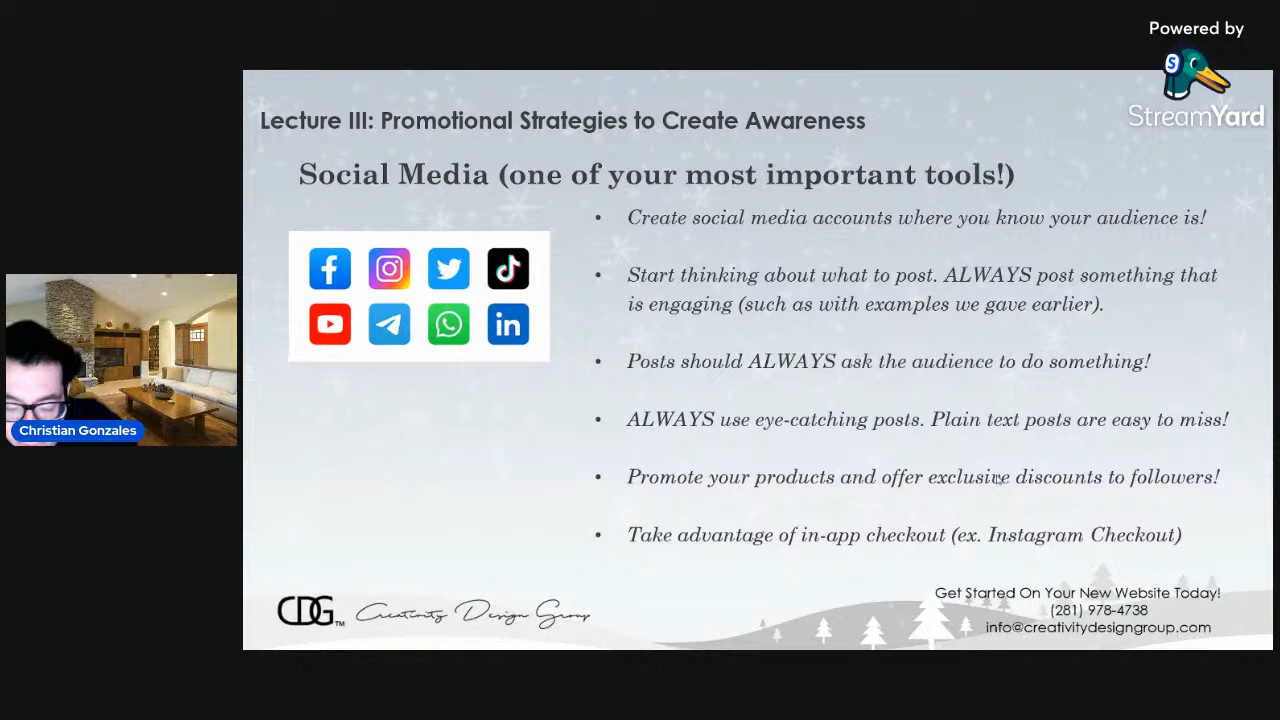 Powered by
StreamYard
Lecture III: Promotional Strategies to Create Awareness
Social Media (one of your most important tools!)
• Create social media accounts where you know your audience is!
• Start thinking about what to post. ALWAYS post something that
is engaging (such as with examples we gave earlier).
• Posts should ALWAYS ask the audience to do something!
• ALWAYS use eye-catching posts. Plain text posts are easy to miss!
• Promote your products and offer exclusive discounts to followers!
• Take advantage of in-app checkout (ex. Instagram Checkout)
Christian Gonzales
CDG™ Creativity Design Group
Get Started On Your New Website Today!
(281) 978-4738
info@creativitydesigngroup.com